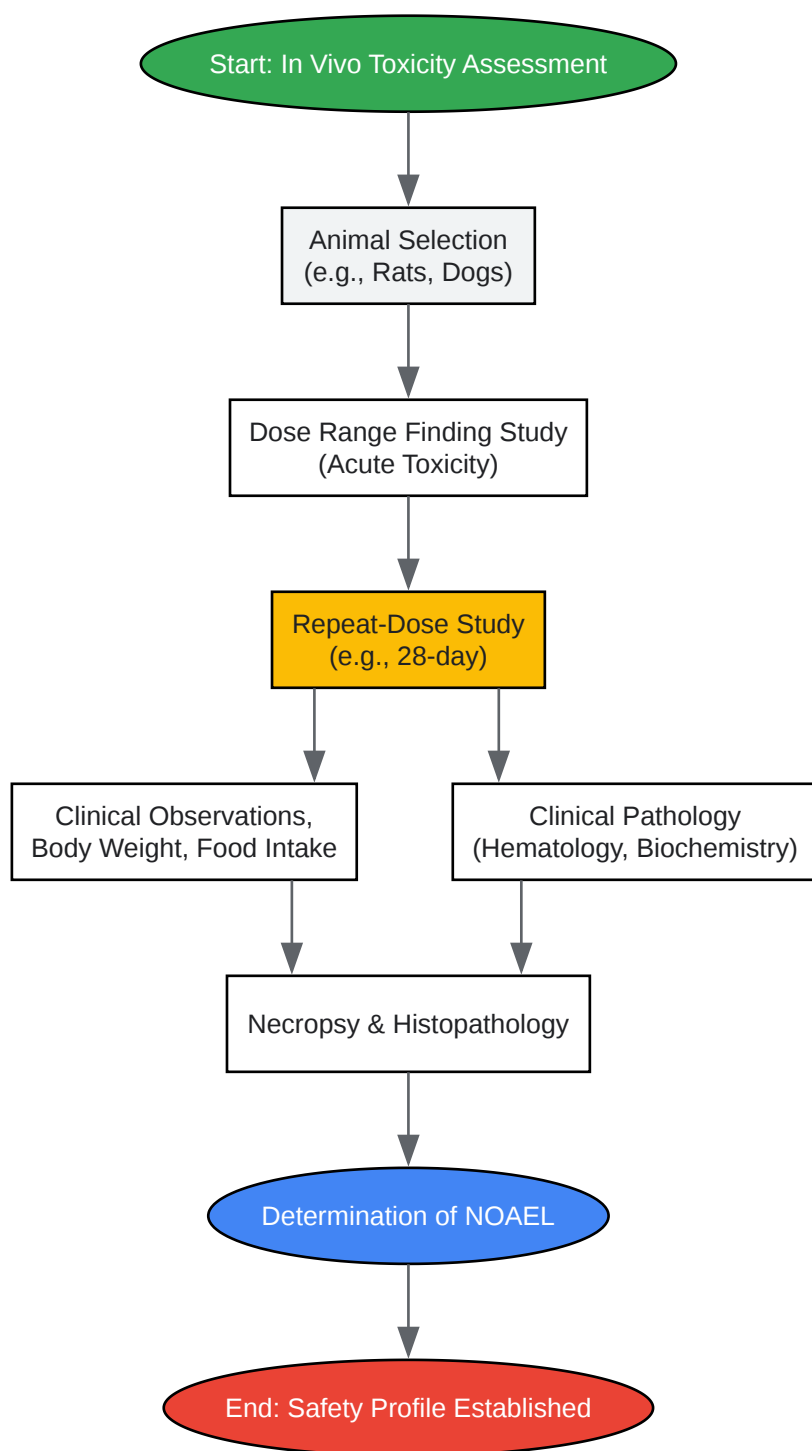 Start: In Vivo Toxicity Assessment
Animal Selection
(e.g., Rats, Dogs)
Dose Range Finding Study
(Acute Toxicity)
Repeat-Dose Study
(e.g., 28-day)
Clinical Observations,
Body Weight, Food Intake
Clinical Pathology
(Hematology, Biochemistry)
Necropsy & Histopathology
Determination of NOAEL
End: Safety Profile Established